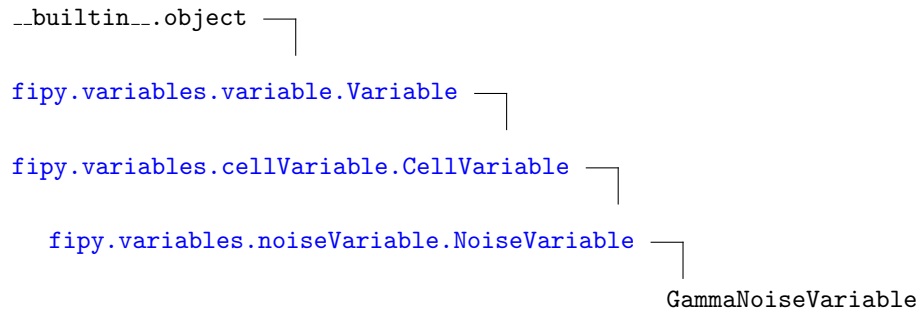 __builtin__.object
fipy.variables.variable.Variable
fipy.variables.cellVariable.CellVariable
fipy.variables.noiseVariable.NoiseVariable
GammaNoiseVariable